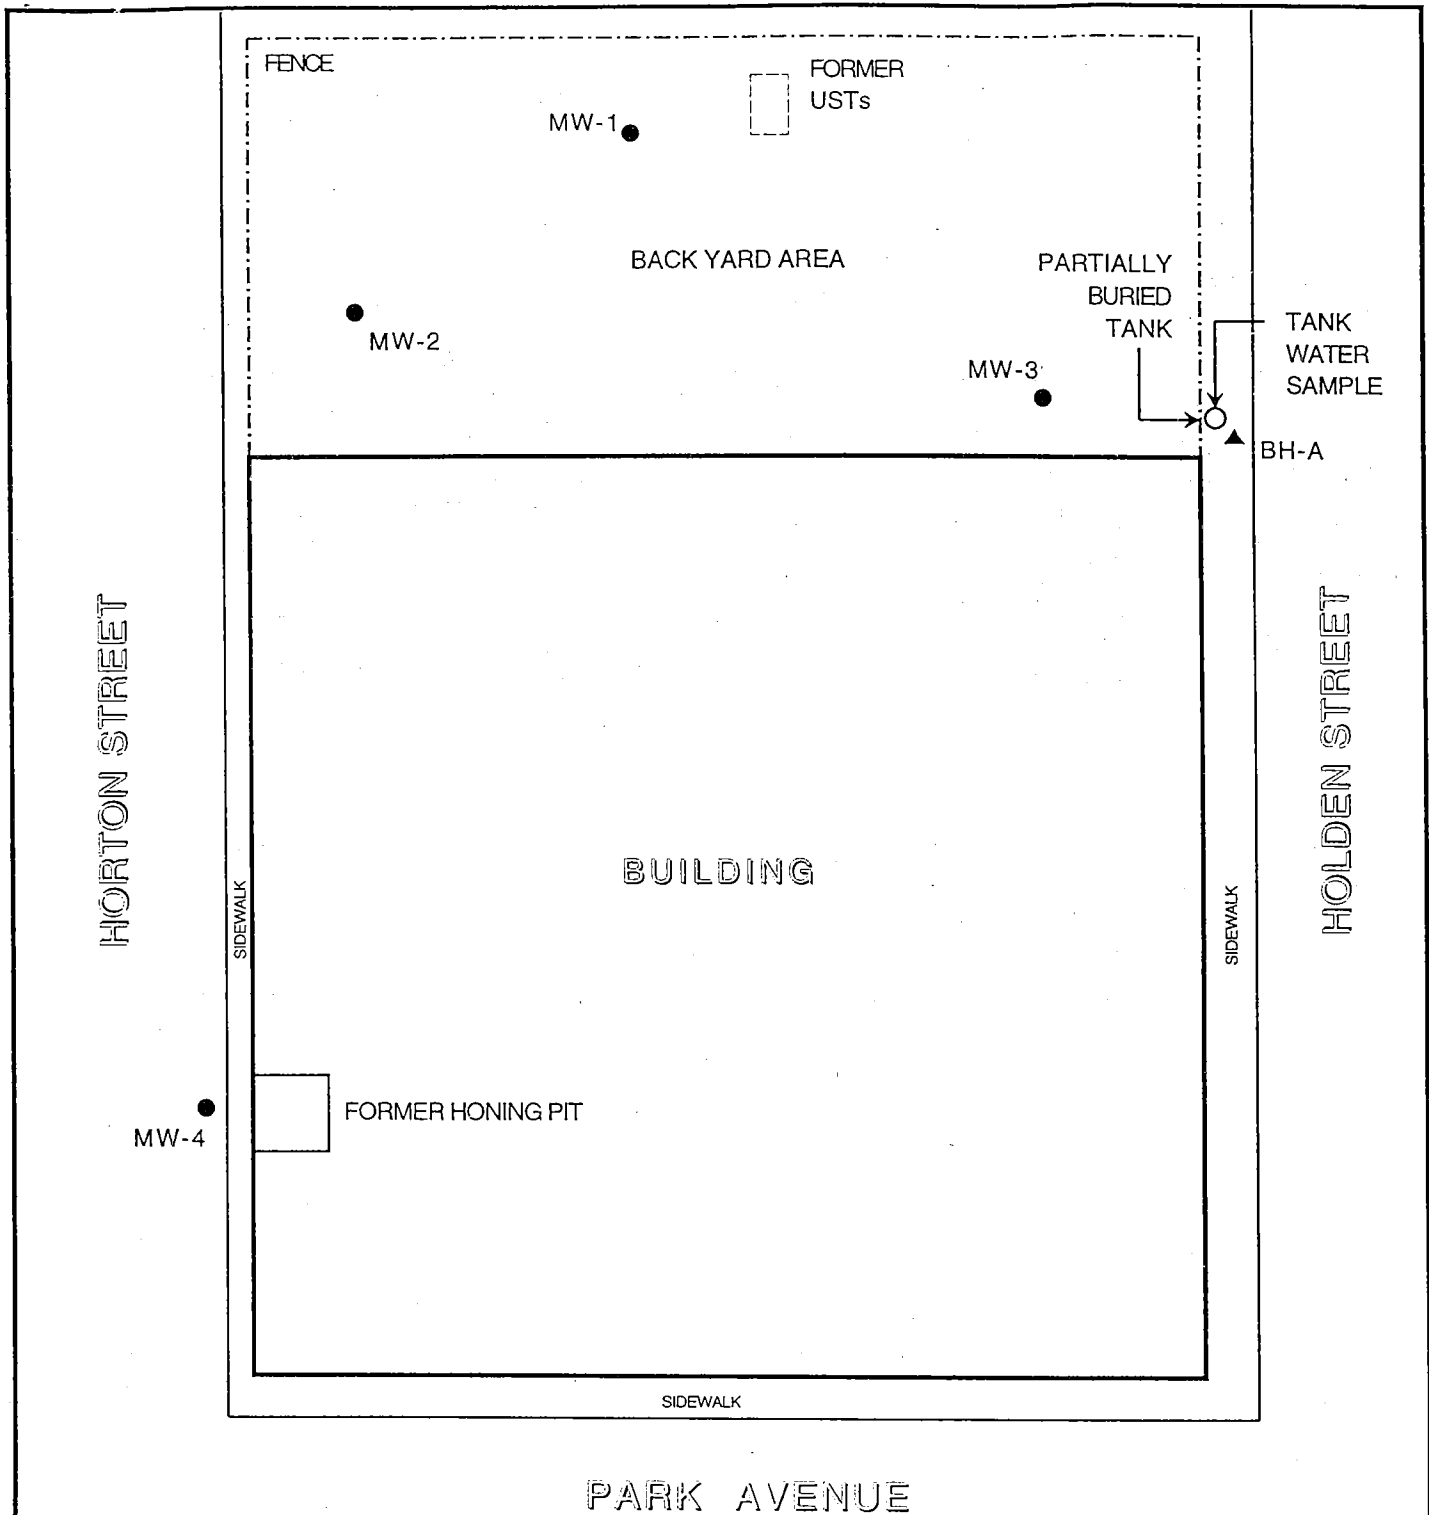 FENCE
FORMER
USTs
MW-1
BACK YARD AREA
PARTIALLY
BURIED
TANK
TANK
WATER
SAMPLE
MW-2
MW-3
BH-A
HORTON STREET
HOLDEN STREET
BUILDING
SIDEWALK
SIDEWALK
FORMER HONING PIT
MW-4
SIDEWALK
PARK AVENUE